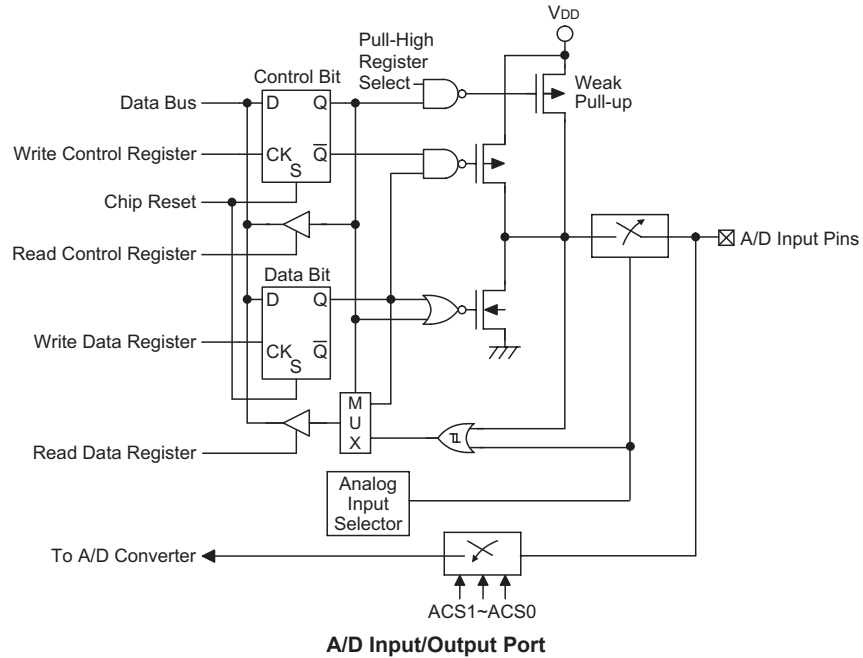 VDD
Pull-High
Register
Select
Control Bit
Weak
Pull-up
Data Bus
D
Q
Write Control Register
CK
Q
S
Chip Reset
Read Control Register
A/D Input Pins
Data Bit
D
Q
Write Data Register
CK
Q
S
M
U
X
Read Data Register
Analog
Input
Selector
To A/D Converter
ACS1~ACS0
A/D Input/Output Port